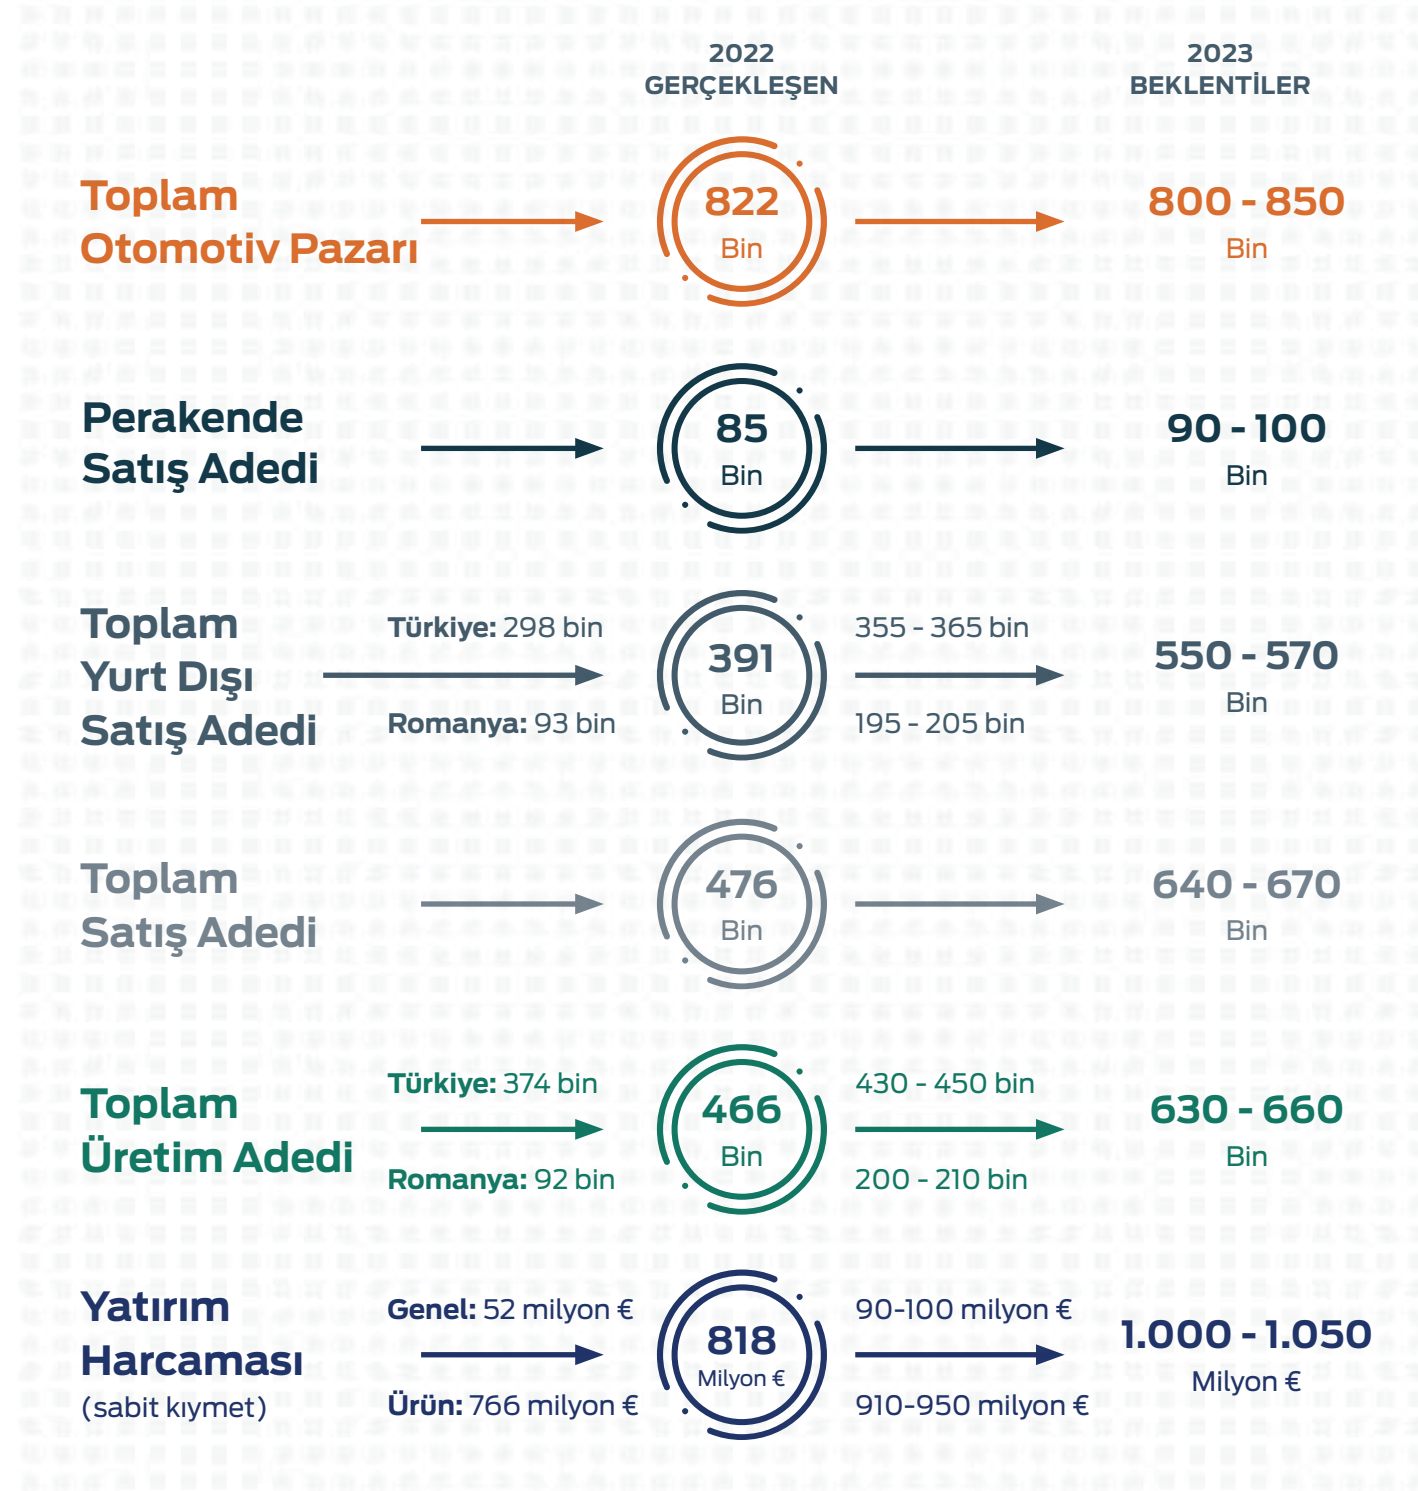 2022
GERÇEKLEŞEN
2023
BEKLENTİLER
Toplam
Otomotiv Pazarı
822
Bin
800 - 850
Bin
Perakende
Satış Adedi
85
Bin
90 - 100
Bin
Toplam
Yurt Dışı
Satış Adedi
Türkiye: 298 bin
Romanya: 93 bin
391
Bin
355 - 365 bin
195 - 205 bin
550 - 570
Bin
Toplam
Satış Adedi
476
Bin
640 - 670
Bin
Toplam
Üretim Adedi
Türkiye: 374 bin
Romanya: 92 bin
466
Bin
430 - 450 bin
200 - 210 bin
630 - 660
Bin
Yatırım
Harcaması
(sabit kıymet)
Genel: 52 milyon €
Ürün: 766 milyon €
818
Milyon €
90-100 milyon €
910-950 milyon €
1.000 - 1.050
Milyon €